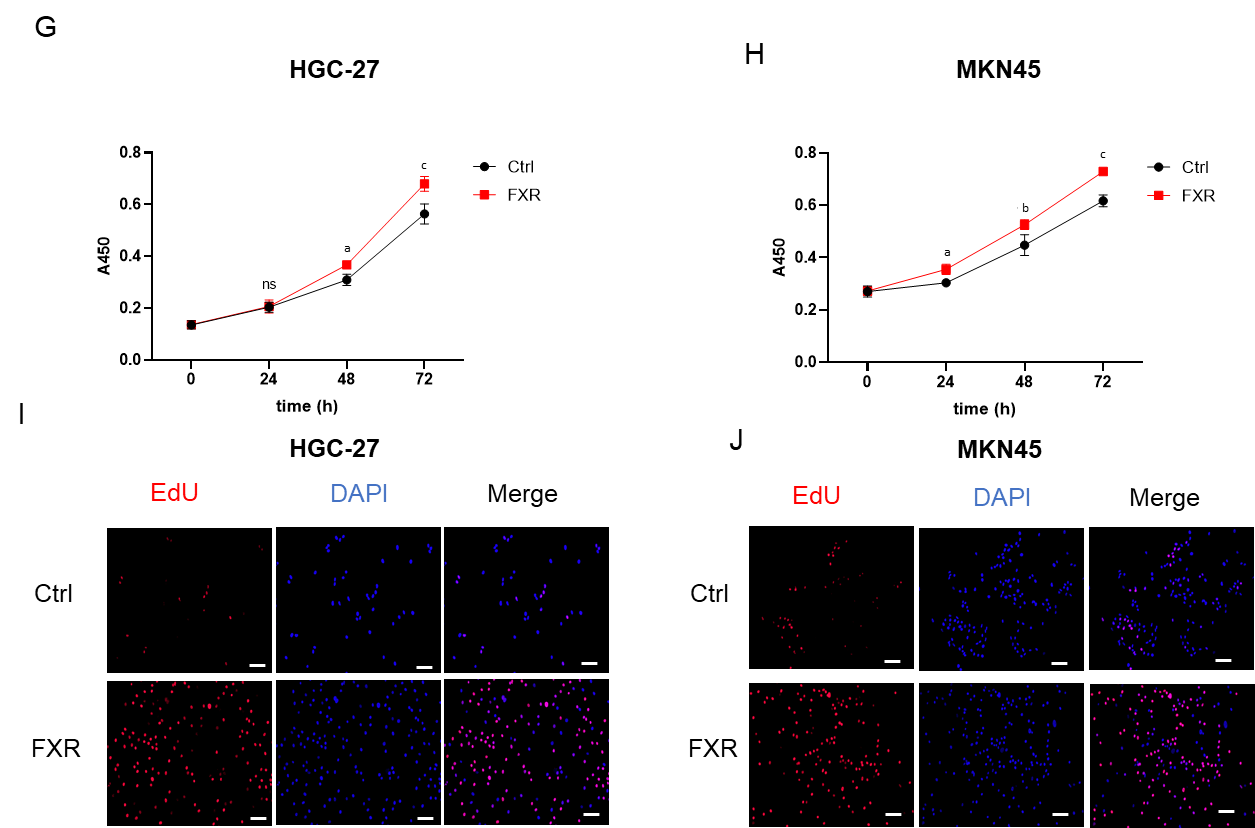 G
HGC-27
0.8
0.6
0.4
0.2
0.0
A450
ns
a
c
Ctrl
FXR
0 24 48 72
time (h)
H
MKN45
0.8
0.6
0.4
0.2
0.0
A450
a
b
c
Ctrl
FXR
0 24 48 72
time (h)
I
HGC-27
EdU DAPI Merge
Ctrl
FXR
J
MKN45
EdU DAPI Merge
Ctrl
FXR